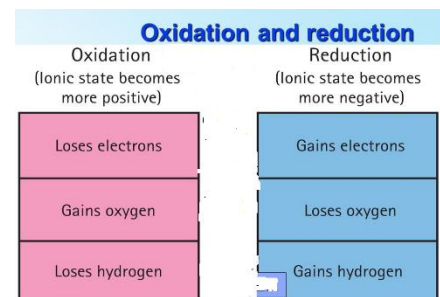 Oxidation and reduction
Oxidation
(Ionic state becomes
more positive)
Loses electrons
Gains oxygen
Loses hydrogen
Reduction
(Ionic state becomes
more negative)
Gains electrons
Loses oxygen
Gains hydrogen